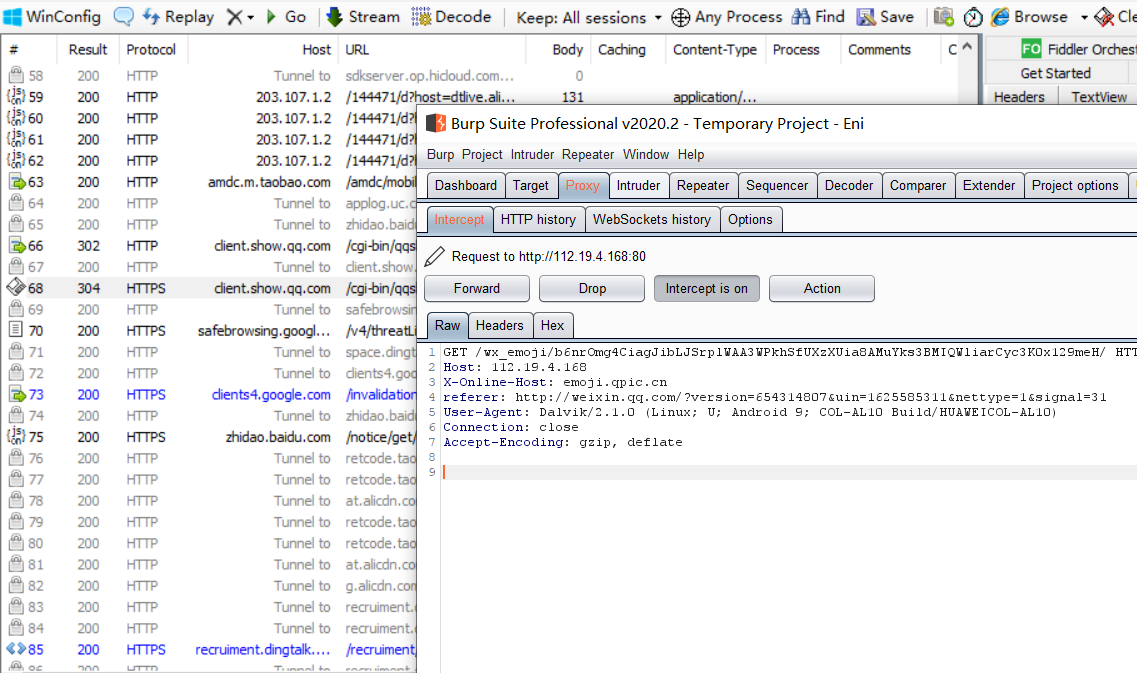 WinConfig Replay Go Stream Decode Keep: All sessions Any Process Find Save Browse
# Result Protocol Host URL Body Caching Content-Type Process Comments
FO Fiddler Orchest
Get Started
Headers TextView
58 200 HTTP Tunnel to sdkserver.op.hicloud.com... 0
59 200 HTTP 203.107.1.2 /144471/d?host=dtlive.ali... 131 application/...
60 200 HTTP 203.107.1.2 /144471/d?
61 200 HTTP 203.107.1.2 /144471/d?
62 200 HTTP 203.107.1.2 /144471/d?
63 200 HTTP amdc.m.taobao.com /amdc/mobil
64 200 HTTP Tunnel to applog.uc.c
65 200 HTTP Tunnel to zhidao.baid
66 302 HTTP client.show.qq.com /cgi-bin/qqs
67 200 HTTP Tunnel to client.show.
68 304 HTTPS client.show.qq.com /cgi-bin/qqs
69 200 HTTP Tunnel to safebrowsin
70 200 HTTPS safebrowsing.googl... /v4/threatLi
71 200 HTTP Tunnel to space.dingt
72 200 HTTP Tunnel to clients4.goo
73 200 HTTPS clients4.google.com /invalidation
74 200 HTTP Tunnel to zhidao.baid
75 200 HTTPS zhidao.baidu.com /notice/get/
76 200 HTTP Tunnel to retcode.tao
77 200 HTTP Tunnel to retcode.tao
78 200 HTTP Tunnel to at.alicdn.co
79 200 HTTP Tunnel to retcode.tao
80 200 HTTP Tunnel to retcode.tao
81 200 HTTP Tunnel to at.alicdn.co
82 200 HTTP Tunnel to g.alicdn.com
83 200 HTTP Tunnel to recruiment.
84 200 HTTP Tunnel to recruiment.
85 200 HTTPS recruiment.dingtalk.... /recruiment
Burp Suite Professional v2020.2 - Temporary Project - Eni
Burp Project Intruder Repeater Window Help
Dashboard Target Proxy Intruder Repeater Sequencer Decoder Comparer Extender Project options
Intercept HTTP history WebSockets history Options
Request to http://112.19.4.168:80
Forward Drop Intercept is on Action
Raw Headers Hex
1 GET /wx_emoji/b6nrOmg4CiagJibLJSrplWAA3WPkhSfUXzXUia8AMuYks3BMIQWliarCyc3KOx129meH/ HTT
2 Host: 112.19.4.168
3 X-Online-Host: emoji.qpic.cn
4 referer: http://weixin.qq.com/?version=654314807&uin=1625585311&nettype=1&signal=31
5 User-Agent: Dalvik/2.1.0 (Linux; U; Android 9; COL-AL10 Build/HUAWEICOL-AL10)
6 Connection: close
7 Accept-Encoding: gzip, deflate
8
9